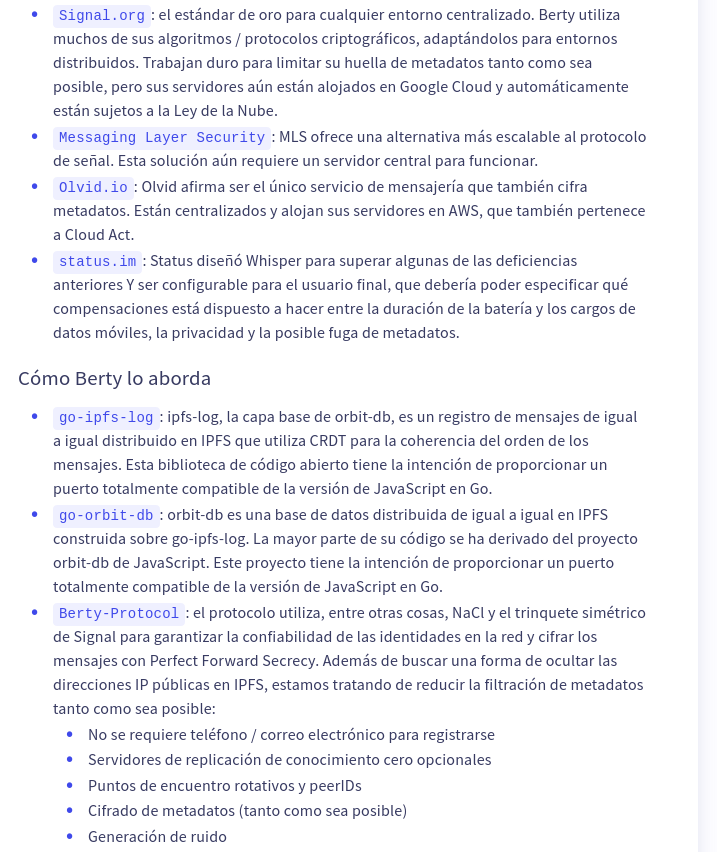 Signal.org: el estándar de oro para cualquier entorno centralizado. Berty utiliza
muchos de sus algoritmos / protocolos criptográficos, adaptándolos para entornos
distribuidos. Trabajan duro para limitar su huella de metadatos tanto como sea
posible, pero sus servidores aún están alojados en Google Cloud y automáticamente
están sujetos a la Ley de la Nube.
Messaging Layer Security: MLS ofrece una alternativa más escalable al protocolo
de señal. Esta solución aún requiere un servidor central para funcionar.
Olvid.io: Olvid afirma ser el único servicio de mensajería que también cifra
metadatos. Están centralizados y alojan sus servidores en AWS, que también pertenece
a Cloud Act.
status.im: Status diseñó Whisper para superar algunas de las deficiencias
anteriores Y ser configurable para el usuario final, que debería poder especificar qué
compensaciones está dispuesto a hacer entre la duración de la batería y los cargos de
datos móviles, la privacidad y la posible fuga de metadatos.
Cómo Berty lo aborda
go-ipfs-log: ipfs-log, la capa base de orbit-db, es un registro de mensajes de igual
a igual distribuido en IPFS que utiliza CRDT para la coherencia del orden de los
mensajes. Esta biblioteca de código abierto tiene la intención de proporcionar un
puerto totalmente compatible de la versión de JavaScript en Go.
go-orbit-db: orbit-db es una base de datos distribuida de igual a igual en IPFS
construida sobre go-ipfs-log. La mayor parte de su código se ha derivado del proyecto
orbit-db de JavaScript. Este proyecto tiene la intención de proporcionar un puerto
totalmente compatible de la versión de JavaScript en Go.
Berty-Protocol: el protocolo utiliza, entre otras cosas, NaCl y el trinquete simétrico
de Signal para garantizar la confiabilidad de las identidades en la red y cifrar los
mensajes con Perfect Forward Secrecy. Además de buscar una forma de ocultar las
direcciones IP públicas en IPFS, estamos tratando de reducir la filtración de metadatos
tanto como sea posible:
No se requiere teléfono / correo electrónico para registrarse
Servidores de replicación de conocimiento cero opcionales
Puntos de encuentro rotativos y peerIDs
Cifrado de metadatos (tanto como sea posible)
Generación de ruido